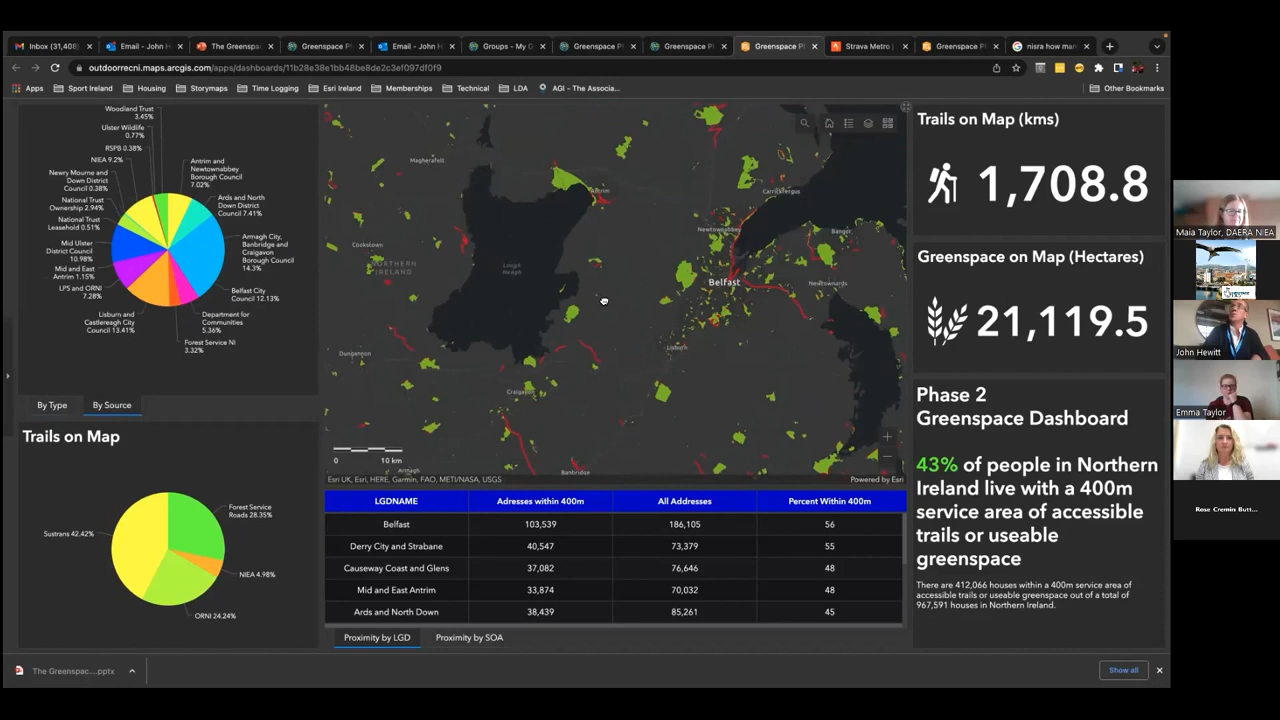 Inbox (31,408)
Email - John H
The Greenspa
Greenspace P
Email - John H
Groups - My O
Greenspace P
Greenspace P
Greenspace P
Strava Metro |
Greenspace P
nisra how man
outdoorrecni.maps.arcgis.com/apps/dashboards/11b28e38e1bb48be8de2c3ef097df0f9
Apps
Sport Ireland
Housing
Storymaps
Time Logging
Esri Ireland
Memberships
Technical
LDA
AGI - The Associa...
Other Bookmarks
Woodland Trust
3.45%
Ulster Wildlife
0.77%
RSPB 0.38%
NIEA 9.2%
Newry Mourne and
Down District
Council 0.38%
National Trust
Ownership 2.94%
National Trust
Leasehold 0.51%
Mid Ulster
District Council
10.98%
Mid and East
Antrim 1.15%
LPS and ORNI
7.28%
Lisburn and
Castlereagh City
Council 13.41%
Antrim and
Newtownabbey
Borough Council
7.02%
Ards and North
Down District
Council 7.41%
Armagh City,
Banbridge and
Craigavon
Borough Council
14.3%
Belfast City
Council 12.13%
Department for
Communities
5.36%
Forest Service NI
3.32%
By Type
By Source
Trails on Map
Sustrans 42.42%
Forest Service
Roads 28.35%
NIEA 4.98%
ORNI 24.24%
Magherafelt
Antrim
Carrickfergus
Cookstown
NORTHERN
IRELAND
Lough
Neagh
Newtownabbey
Bangor
Belfast
Newtownards
Dungannon
Lisburn
Craigavon
Armagh
Banbridge
0
10 km
Esri UK, Esri, HERE, Garmin, FAO, METI/NASA, USGS
Powered by Esri
LGDNAME Adresses within 400m All Addresses Percent Within 400m
Belfast 103,539 186,105 56
Derry City and Strabane 40,547 73,379 55
Causeway Coast and Glens 37,082 76,646 48
Mid and East Antrim 33,874 70,032 48
Ards and North Down 38,439 85,261 45
Proximity by LGD
Proximity by SOA
Trails on Map (kms)
1,708.8
Greenspace on Map (Hectares)
21,119.5
Phase 2
Greenspace Dashboard
43% of people in Northern
Ireland live with a 400m
service area of accessible
trails or useable
greenspace
There are 412,066 houses within a 400m service area of
accessible trails or useable greenspace out of a total of
967,591 houses in Northern Ireland.
Maia Taylor, DAERA NIEA
John Hewitt
Emma Taylor
Rose Cremin Butt...
The Greenspac....pptx
Show all